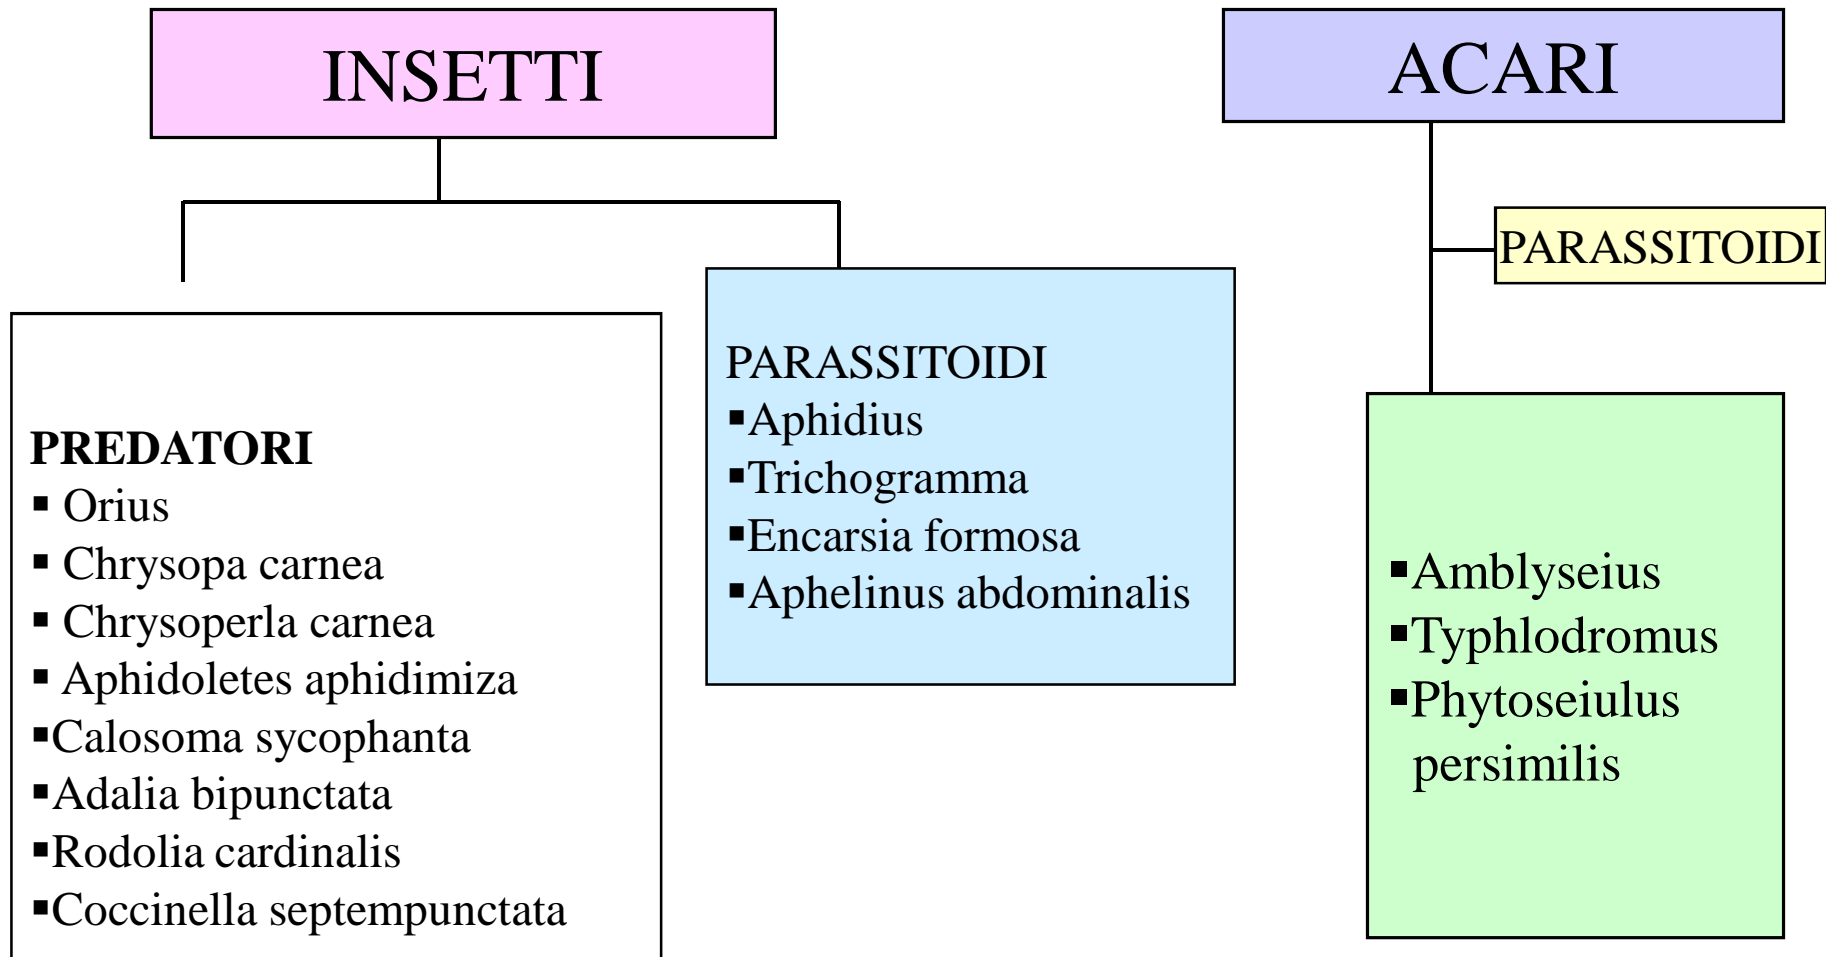 INSETTI
PREDATORI
▪ Orius
▪ Chrysopa carnea
▪ Chrysoperla carnea
▪ Aphidoletes aphidimiza
▪Calosoma sycophanta
▪Adalia bipunctata
▪Rodolia cardinalis
▪Coccinella septempunctata
PARASSITOIDI
▪Aphidius
▪Trichogramma
▪Encarsia formosa
▪Aphelinus abdominalis
ACARI
PARASSITOIDI
▪Amblyseius
▪Typhlodromus
▪Phytoseiulus
persimilis